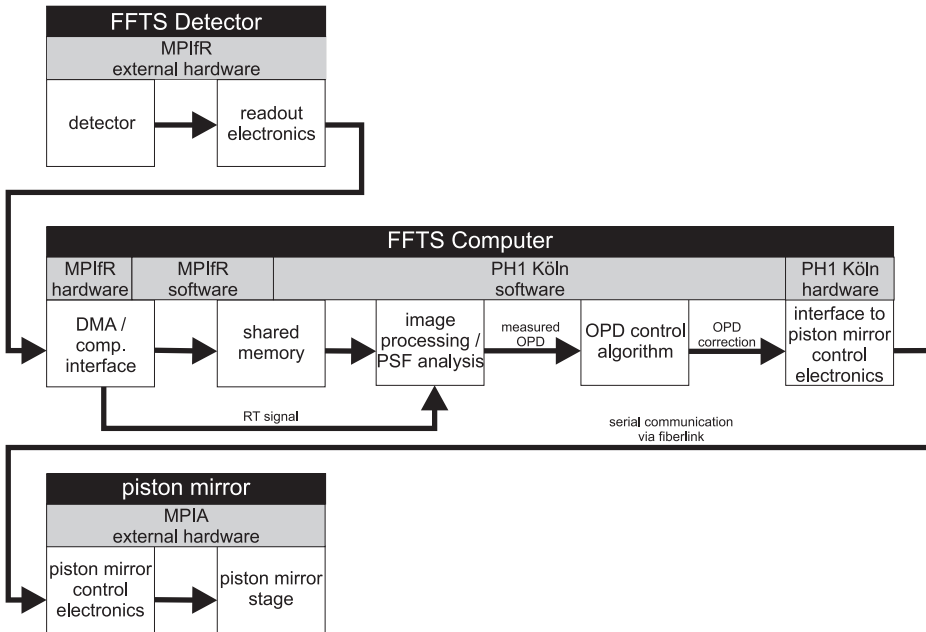 FFTS Detector
MPIfR
external hardware
detector
readout
electronics
FFTS Computer
MPIfR
hardware
MPIfR
software
PH1 Köln
software
PH1 Köln
hardware
DMA /
comp.
interface
shared
memory
image
processing /
PSF analysis
measured
OPD
OPD control
algorithm
OPD
correction
interface to
piston mirror
control
electronics
RT signal
serial communication
via fiberlink
piston mirror
MPIA
external hardware
piston mirror
control
electronics
piston mirror
stage